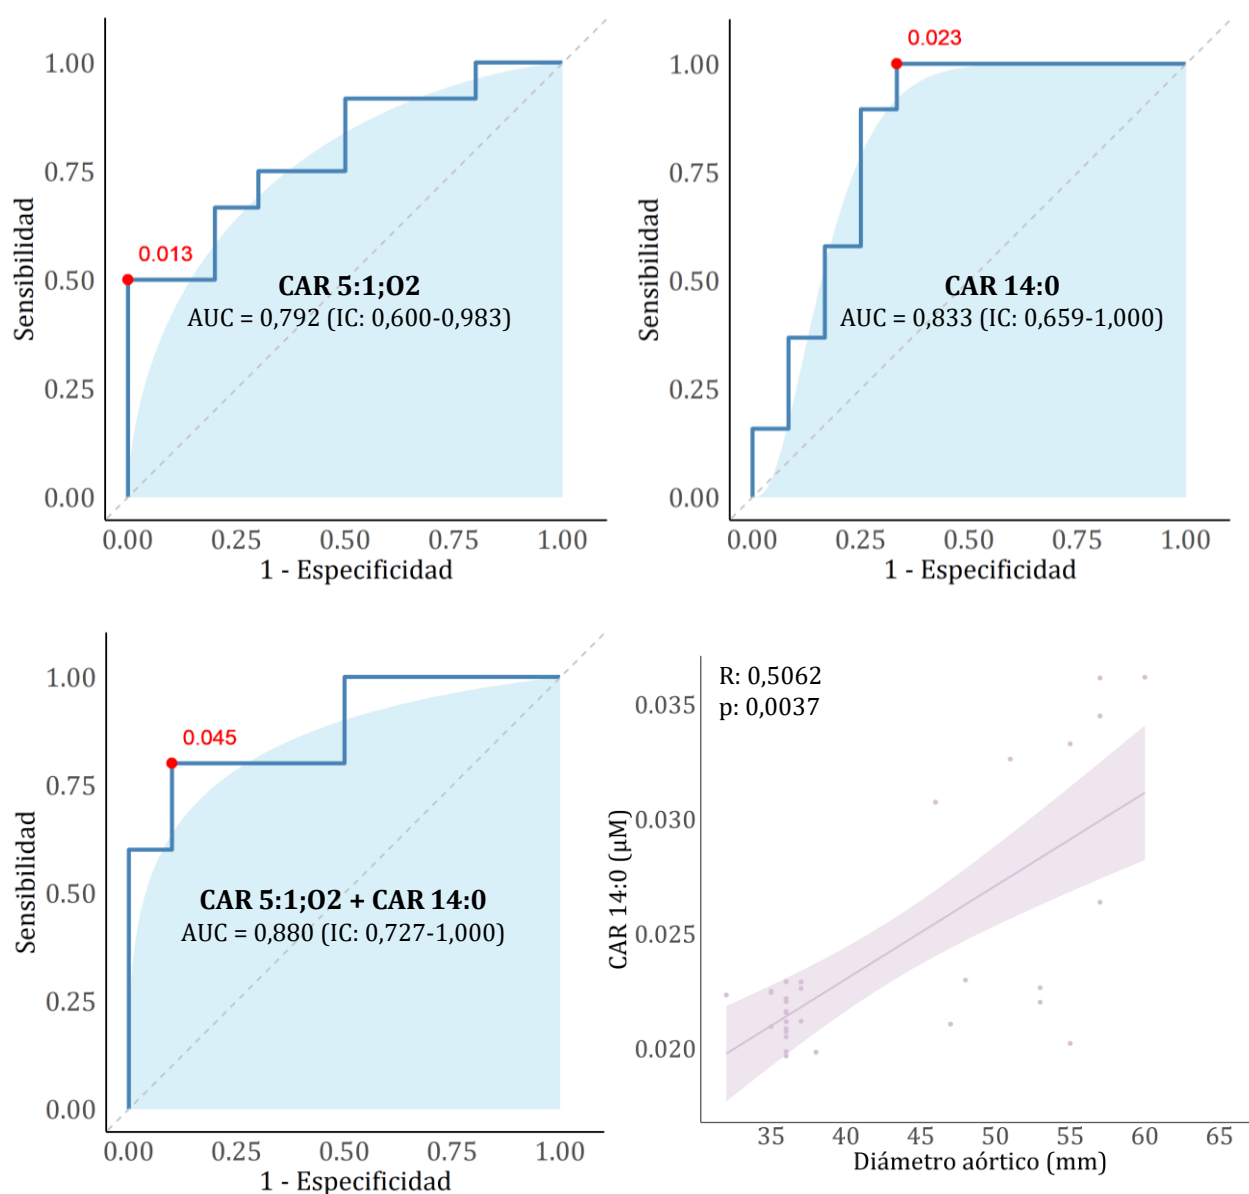 1.00
0.75
0.50
0.25
0.00
Sensibilidad
0.013
CAR 5:1;O2
AUC = 0,792 (IC: 0,600-0,983)
0.00 0.25 0.50 0.75 1.00
1 - Especificidad
1.00
0.75
0.50
0.25
0.00
Sensibilidad
0.023
CAR 14:0
AUC = 0,833 (IC: 0,659-1,000)
0.00 0.25 0.50 0.75 1.00
1 - Especificidad
1.00
0.75
0.50
0.25
0.00
Sensibilidad
0.045
CAR 5:1;O2 + CAR 14:0
AUC = 0,880 (IC: 0,727-1,000)
0.00 0.25 0.50 0.75 1.00
1 - Especificidad
R: 0,5062
p: 0,0037
0.035
0.030
0.025
0.020
CAR 14:0 (μM)
35 40 45 50 55 60 65
Diámetro aórtico (mm)